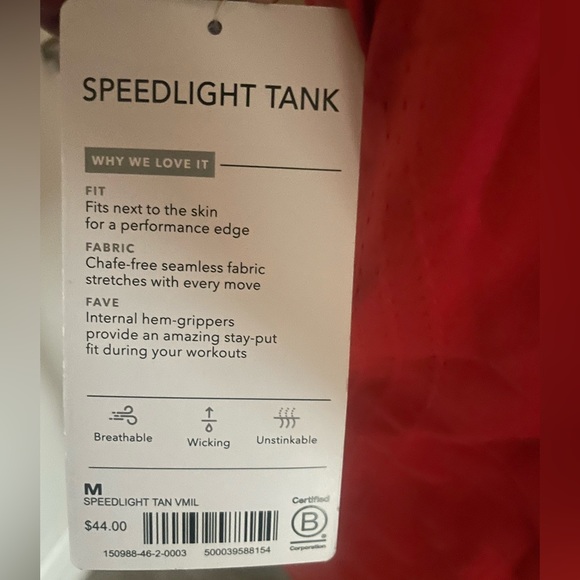 SPEEDLIGHT TANK
WHY WE LOVE IT
FIT
Fits next to the skin
for a performance edge
FABRIC
Chafe-free seamless fabric
stretches with every move
FAVE
Internal hem-grippers
provide an amazing stay-put
fit during your workouts
Breathable
Wicking
Unstinkable
M
SPEEDLIGHT TAN VMIL
$44.00
150988-46-2-0003 500039588154
Certified
B
Corporation